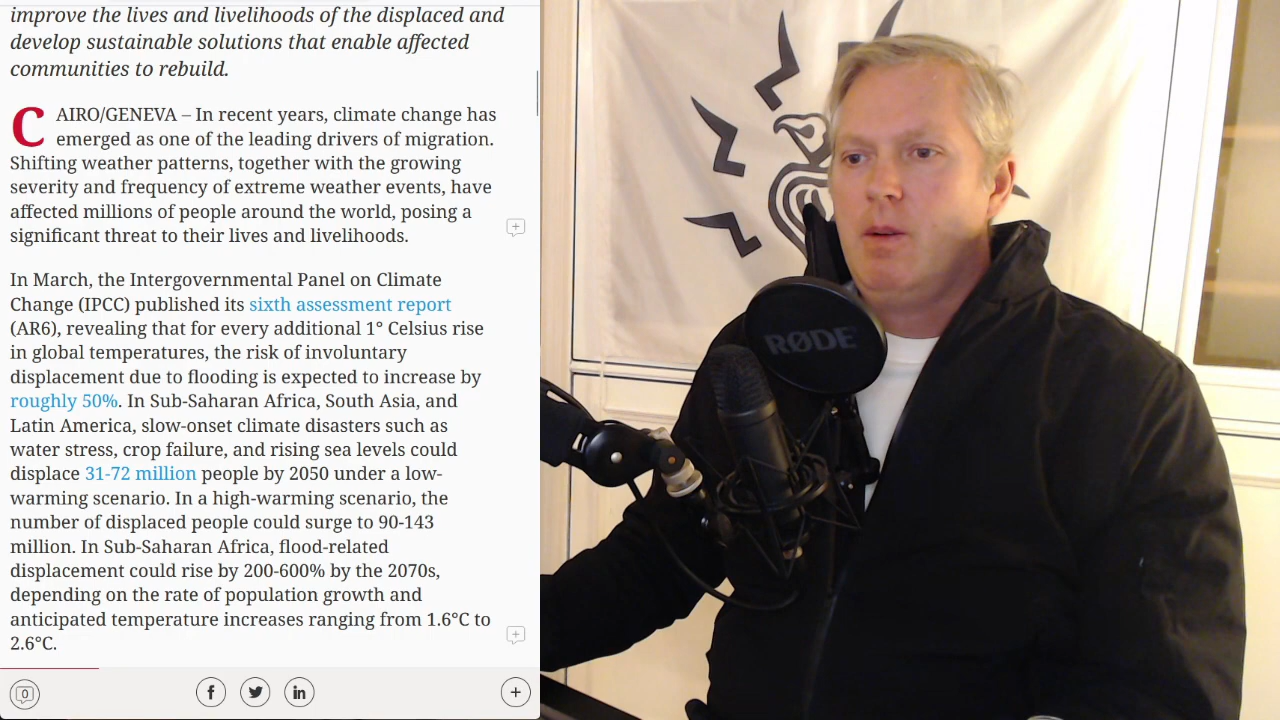 improve the lives and livelihoods of the displaced and
develop sustainable solutions that enable affected
communities to rebuild.
CAIRO/GENEVA – In recent years, climate change has
emerged as one of the leading drivers of migration.
Shifting weather patterns, together with the growing
severity and frequency of extreme weather events, have
affected millions of people around the world, posing a
significant threat to their lives and livelihoods.
In March, the Intergovernmental Panel on Climate
Change (IPCC) published its sixth assessment report
(AR6), revealing that for every additional 1° Celsius rise
in global temperatures, the risk of involuntary
displacement due to flooding is expected to increase by
roughly 50%. In Sub-Saharan Africa, South Asia, and
Latin America, slow-onset climate disasters such as
water stress, crop failure, and rising sea levels could
displace 31-72 million people by 2050 under a low-
warming scenario. In a high-warming scenario, the
number of displaced people could surge to 90-143
million. In Sub-Saharan Africa, flood-related
displacement could rise by 200-600% by the 2070s,
depending on the rate of population growth and
anticipated temperature increases ranging from 1.6°C to
2.6°C.
0
RØDE